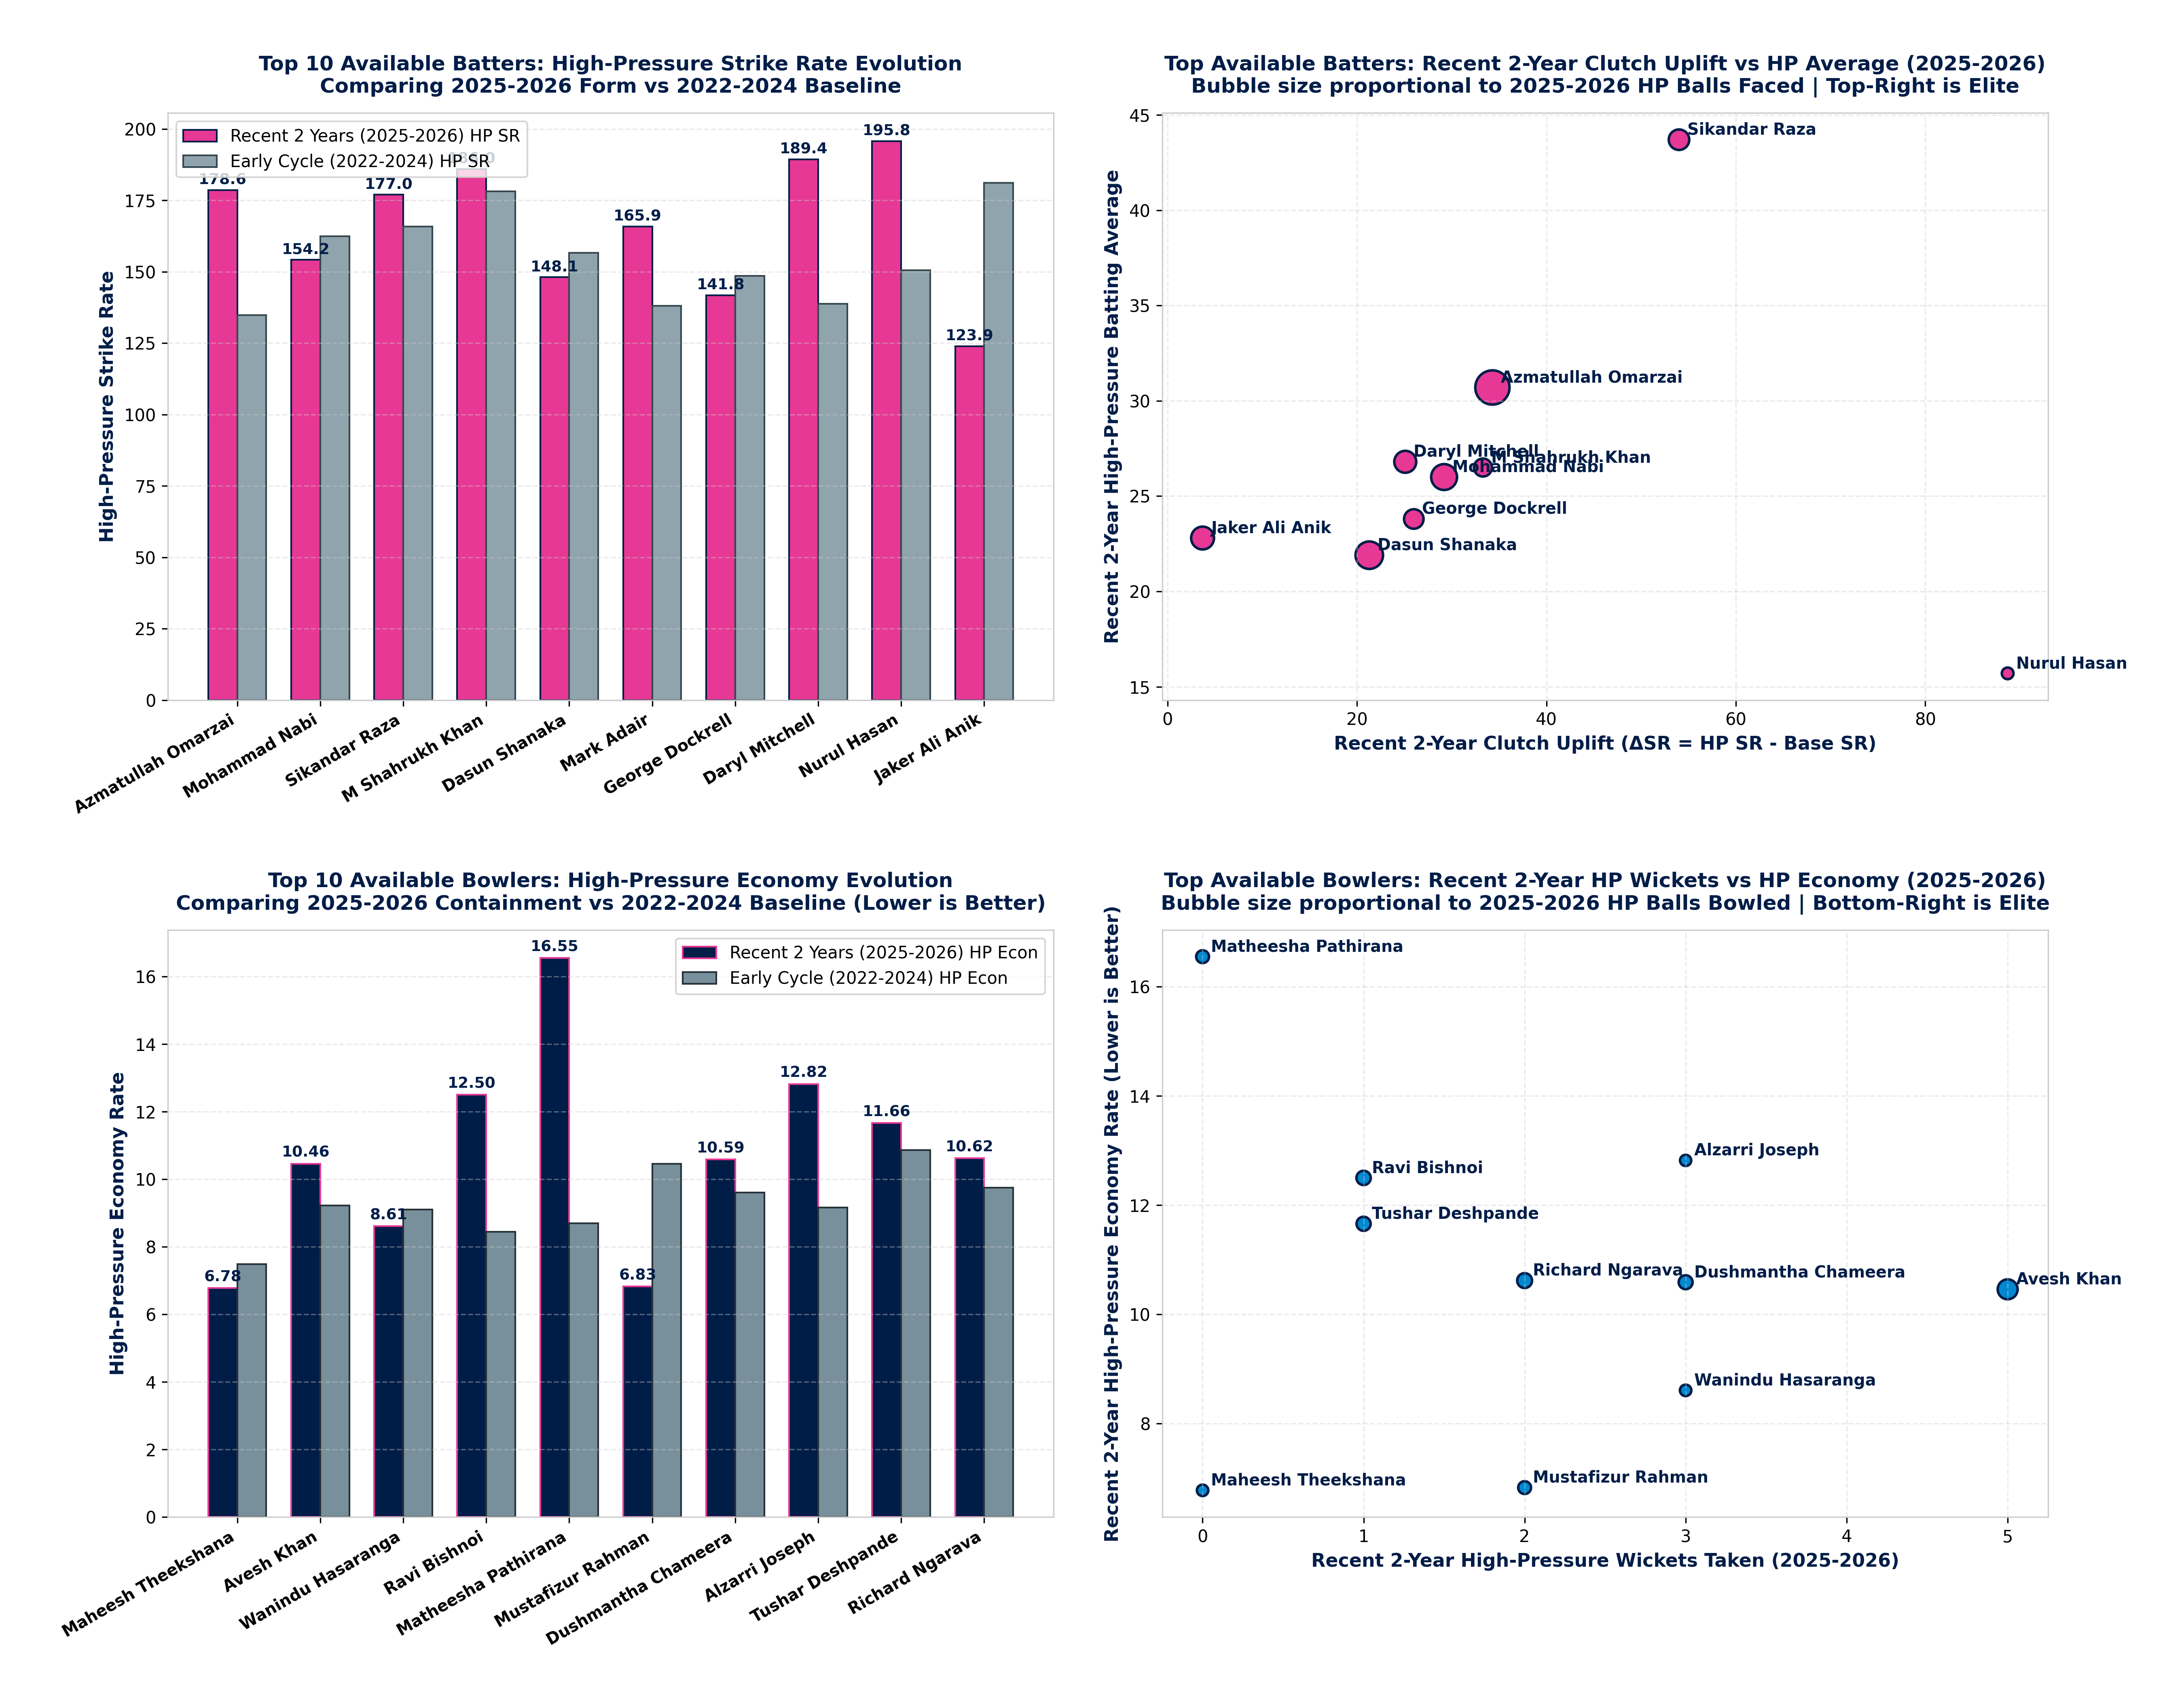 Top 10 Available Batters: High-Pressure Strike Rate Evolution
Comparing 2025-2026 Form vs 2022-2024 Baseline
Recent 2 Years (2025-2026) HP SR
Early Cycle (2022-2024) HP SR
178.6
154.2
177.0
148.1
165.9
141.8
189.4
195.8
123.9
High-Pressure Strike Rate
200
175
150
125
100
75
50
25
0
Azmatullah Omarzai
Mohammad Nabi
Sikandar Raza
M Shahrukh Khan
Dasun Shanaka
Mark Adair
George Dockrell
Daryl Mitchell
Nurul Hasan
Jaker Ali Anik
Top Available Batters: Recent 2-Year Clutch Uplift vs HP Average (2025-2026)
Bubble size proportional to 2025-2026 HP Balls Faced | Top-Right is Elite
Recent 2-Year High-Pressure Batting Average
45
40
35
30
25
20
15
Sikandar Raza
Azmatullah Omarzai
Daryl Mitchell
M Shahrukh Khan
Mohammad Nabi
George Dockrell
Jaker Ali Anik
Dasun Shanaka
Nurul Hasan
0
20
40
60
80
Recent 2-Year Clutch Uplift (ΔSR = HP SR - Base SR)
Top 10 Available Bowlers: High-Pressure Economy Evolution
Comparing 2025-2026 Containment vs 2022-2024 Baseline (Lower is Better)
Recent 2 Years (2025-2026) HP Econ
Early Cycle (2022-2024) HP Econ
6.78
10.46
8.61
12.50
16.55
6.83
10.59
12.82
11.66
10.62
High-Pressure Economy Rate
16
14
12
10
8
6
4
2
0
Maheesh Theekshana
Avesh Khan
Wanindu Hasaranga
Ravi Bishnoi
Matheesha Pathirana
Mustafizur Rahman
Dushmantha Chameera
Alzarri Joseph
Tushar Deshpande
Richard Ngarava
Top Available Bowlers: Recent 2-Year HP Wickets vs HP Economy (2025-2026)
Bubble size proportional to 2025-2026 HP Balls Bowled | Bottom-Right is Elite
Recent 2-Year High-Pressure Economy Rate (Lower is Better)
16
14
12
10
8
Matheesha Pathirana
Alzarri Joseph
Ravi Bishnoi
Tushar Deshpande
Richard Ngarava
Dushmantha Chameera
Avesh Khan
Wanindu Hasaranga
Maheesh Theekshana
Mustafizur Rahman
0
1
2
3
4
5
Recent 2-Year High-Pressure Wickets Taken (2025-2026)